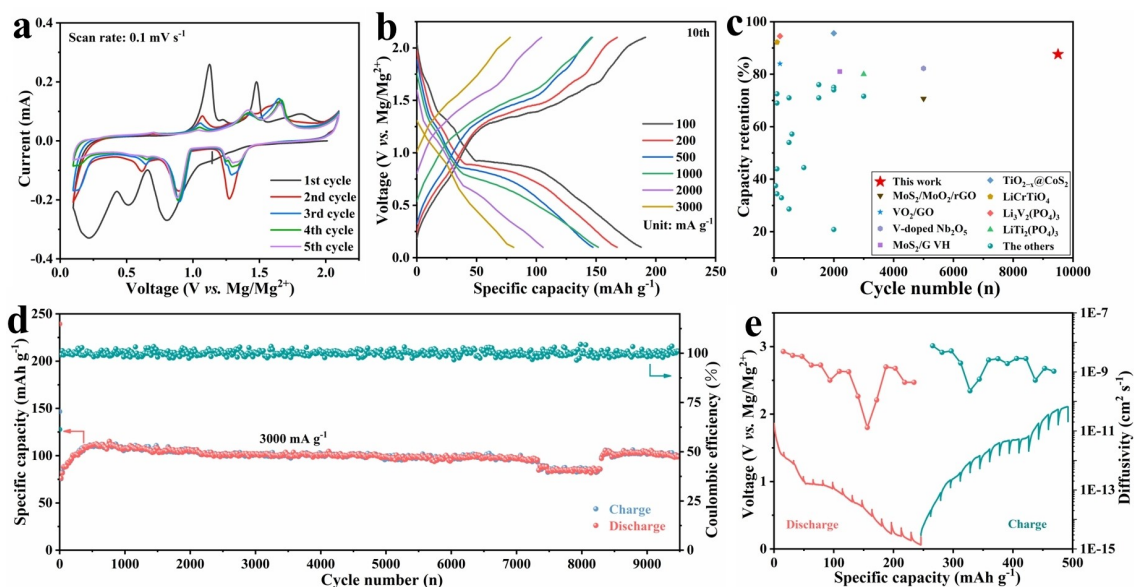 a
Scan rate: 0.1 mV s⁻¹
0.4
0.2
0.0
-0.2
-0.4
Current (mA)
0.0
0.5
1.0
1.5
2.0
Voltage (V vs. Mg/Mg²⁺)
1st cycle
2nd cycle
3rd cycle
4th cycle
5th cycle
b
10th
2.0
1.6
1.2
0.8
0.4
0.0
Voltage (V vs. Mg/Mg²⁺)
100
200
500
1000
2000
3000
Unit: mA g⁻¹
0
50
100
150
200
250
Specific capacity (mAh g⁻¹)
c
100
80
60
40
20
Capacity retention (%)
This work
MoS₂/MoO₂/rGO
VO₂/GO
V-doped Nb₂O₅
MoS₂/G VH
TiO₂₋ₓ@CoS₂
LiCrTiO₄
Li₃V₂(PO₄)₃
LiTi₂(PO₄)₃
The others
0
2000
4000
6000
8000
10000
Cycle numble (n)
d
250
200
150
100
50
0
Specific capacity (mAh g⁻¹)
3000 mA g⁻¹
Charge
Discharge
100
75
50
25
0
Coulombic efficiency (%)
0
1000
2000
3000
4000
5000
6000
7000
8000
9000
Cycle number (n)
e
3
2
1
0
Voltage (V vs. Mg/Mg²⁺)
Discharge
Charge
1E-7
1E-9
1E-11
1E-13
1E-15
Diffusivity (cm² s⁻¹)
0
100
200
300
400
500
Specific capacity (mAh g⁻¹)